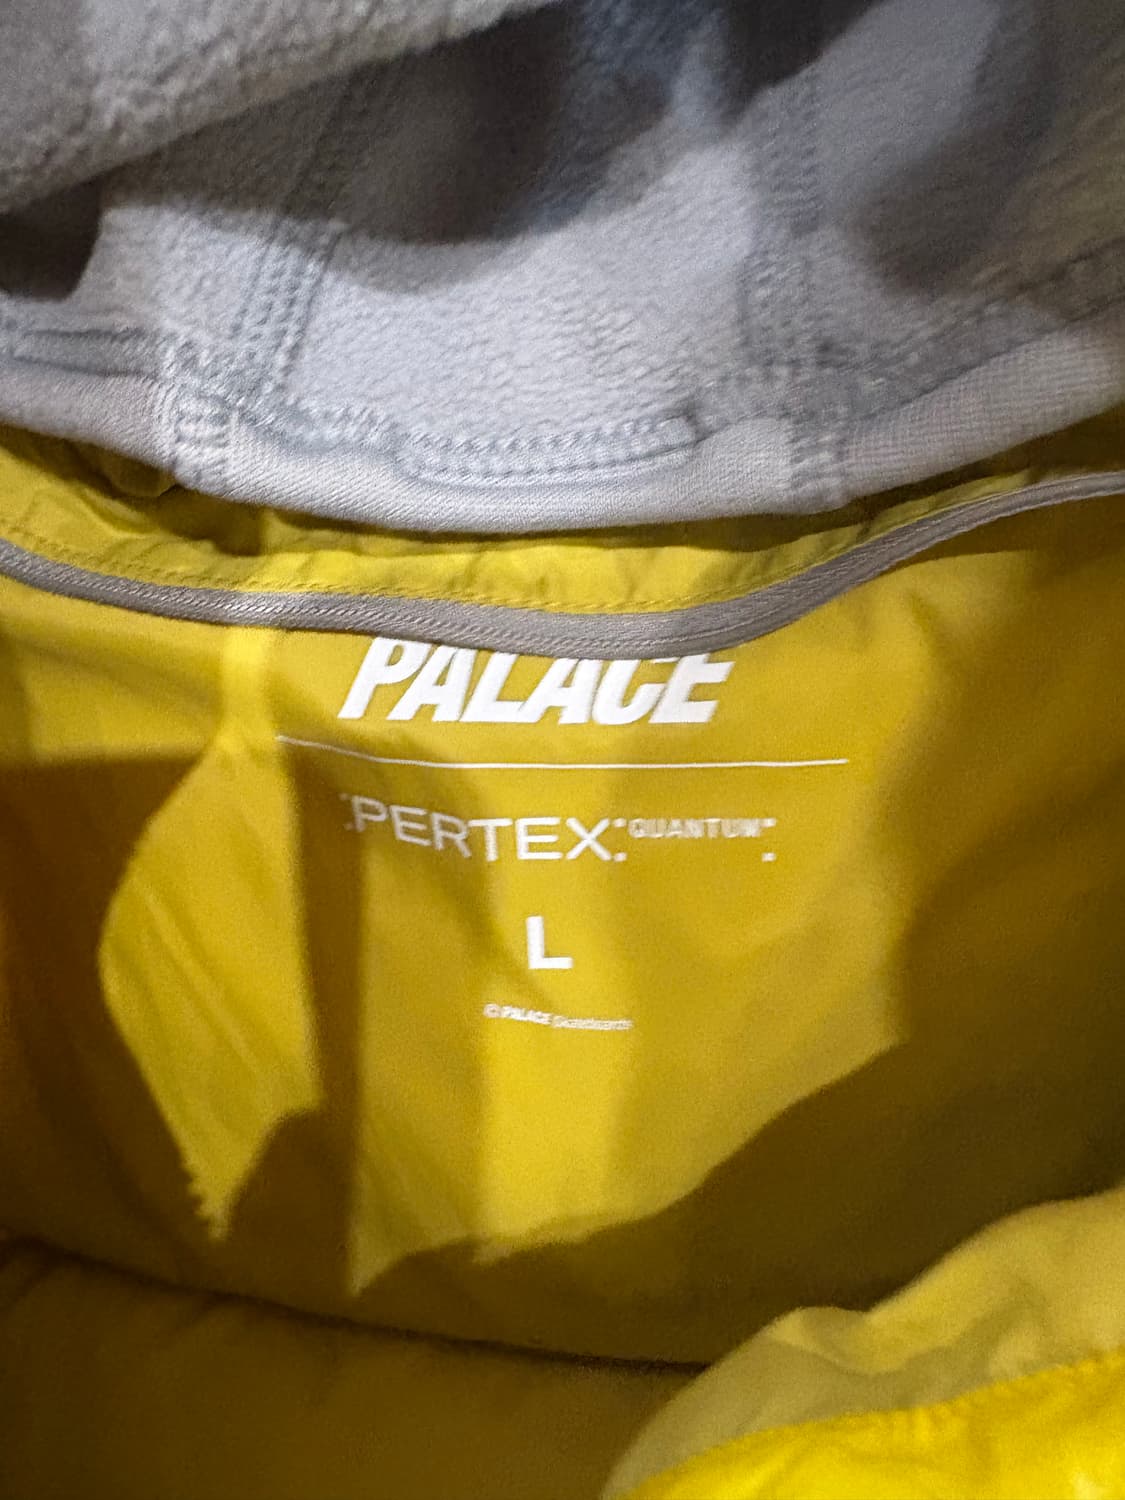 PALACE
PERTEX QUANTUM
L
© PALACE Skateboards